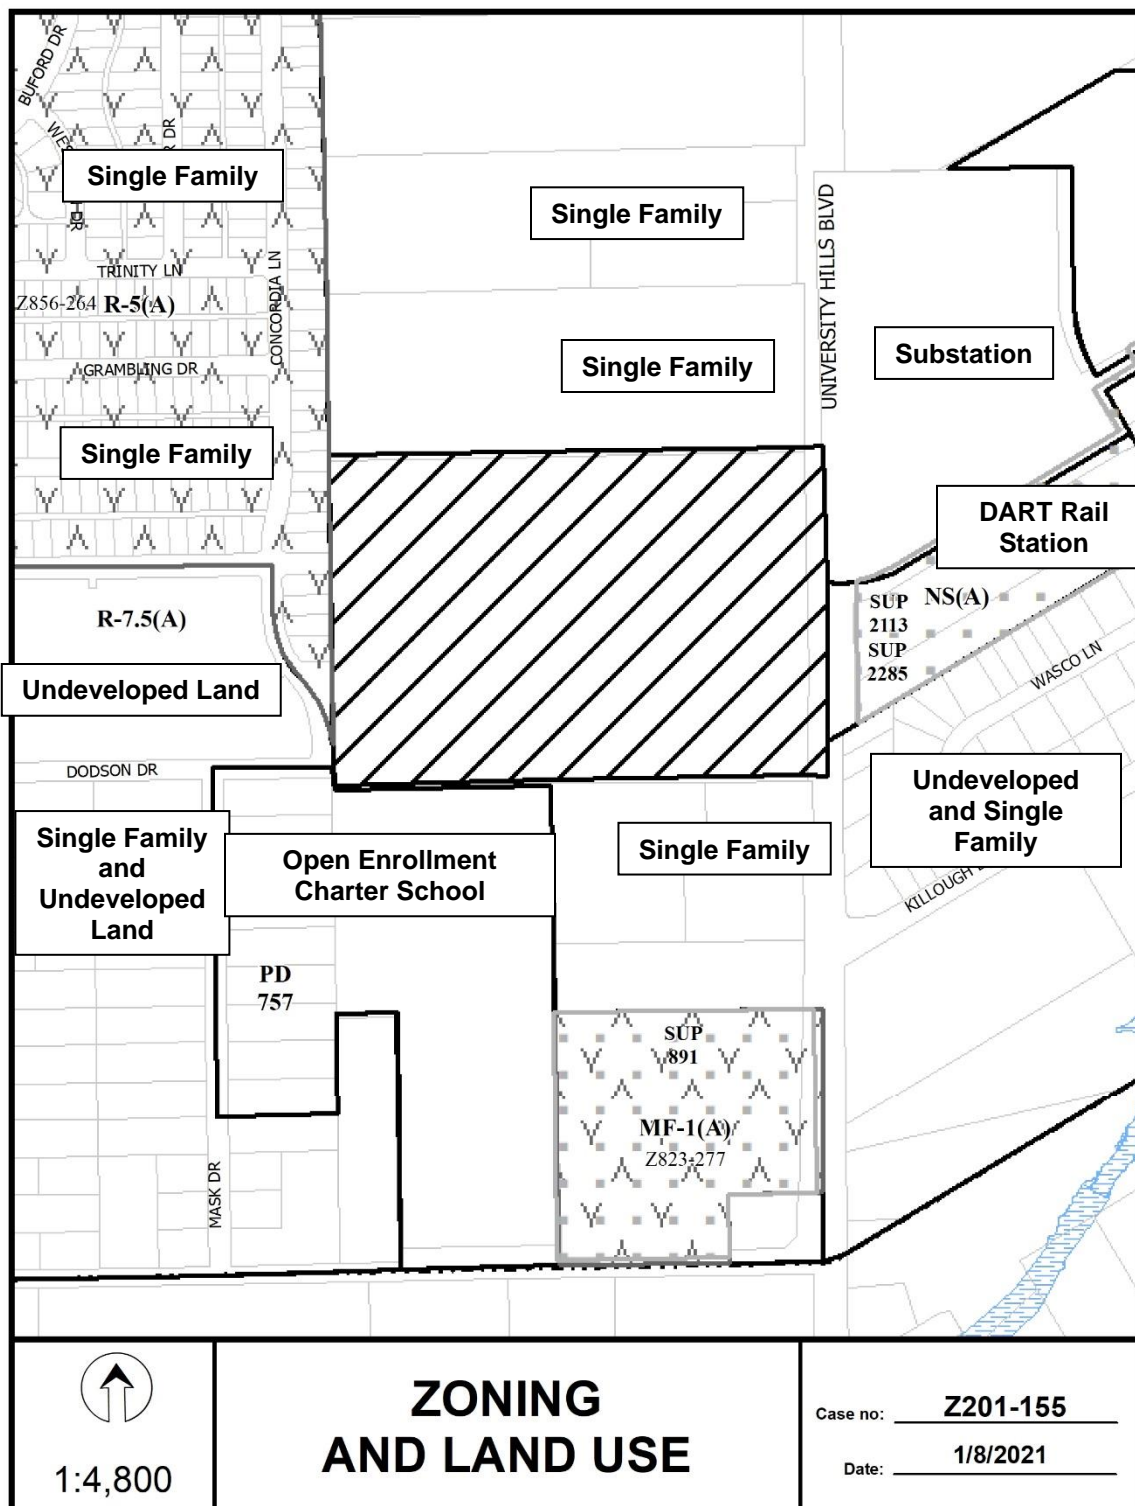 BUFORD DR
Single Family
TRINITY LN
Z856-264 R-5(A)
CONCORDIA LN
GRAMBLING DR
Single Family
Single Family
Single Family
UNIVERSITY HILLS BLVD
Substation
DART Rail
Station
SUP
2113
SUP
2285
NS(A)
WASCO LN
R-7.5(A)
Undeveloped Land
DODSON DR
Single Family
and
Undeveloped
Land
Open Enrollment
Charter School
Single Family
Undeveloped
and Single
Family
KILLOUGH
PD
757
SUP
891
MF-1(A)
Z823-277
MASK DR
1:4,800
ZONING
AND LAND USE
Case no: Z201-155
Date: 1/8/2021